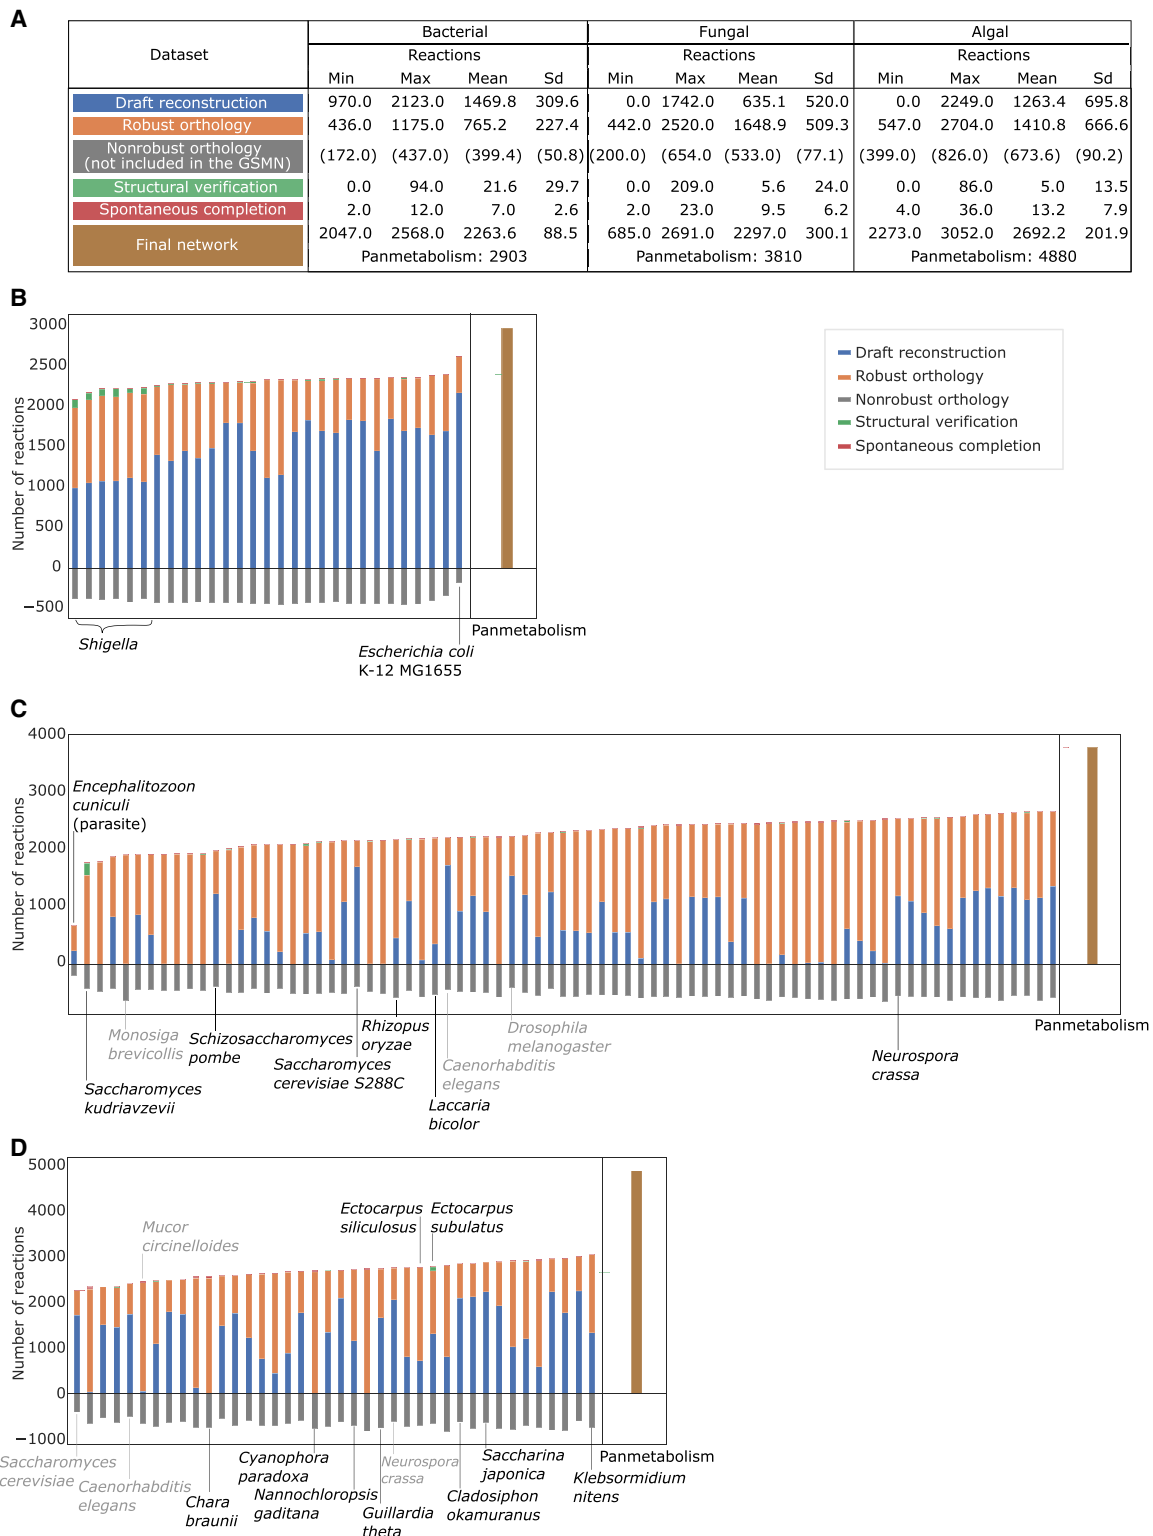 A
Dataset
Bacterial
Fungal
Algal
Reactions
Reactions
Reactions
Min Max Mean Sd Min Max Mean Sd Min Max Mean Sd
Draft reconstruction 970.0 2123.0 1469.8 309.6 0.0 1742.0 635.1 520.0 0.0 2249.0 1263.4 695.8
Robust orthology 436.0 1175.0 765.2 227.4 442.0 2520.0 1648.9 509.3 547.0 2704.0 1410.8 666.6
Nonrobust orthology
(not included in the GSMN) (172.0) (437.0) (399.4) (50.8) (200.0) (654.0) (533.0) (77.1) (399.0) (826.0) (673.6) (90.2)
Structural verification 0.0 94.0 21.6 29.7 0.0 209.0 5.6 24.0 0.0 86.0 5.0 13.5
Spontaneous completion 2.0 12.0 7.0 2.6 2.0 23.0 9.5 6.2 4.0 36.0 13.2 7.9
Final network 2047.0 2568.0 2263.6 88.5 685.0 2691.0 2297.0 300.1 2273.0 3052.0 2692.2 201.9
Panmetabolism: 2903 Panmetabolism: 3810 Panmetabolism: 4880
B
Number of reactions
3000
2500
2000
1500
1000
500
0
−500
Shigella
Escherichia coli
K-12 MG1655
Panmetabolism
Draft reconstruction
Robust orthology
Nonrobust orthology
Structural verification
Spontaneous completion
C
Number of reactions
4000
3000
2000
1000
0
Encephalitozoon
cuniculi
(parasite)
Monosiga
brevicollis
Saccharomyces
kudriavzevii
Schizosaccharomyces
pombe
Saccharomyces
cerevisiae S288C
Rhizopus
oryzae
Laccaria
bicolor
Caenorhabditis
elegans
Drosophila
melanogaster
Neurospora
crassa
Panmetabolism
D
Number of reactions
5000
4000
3000
2000
1000
0
−1000
Mucor
circinelloides
Ectocarpus
siliculosus
Ectocarpus
subulatus
Saccharomyces
cerevisiae
Caenorhabditis
elegans
Chara
braunii
Cyanophora
paradoxa
Nannochloropsis
gaditana
Guillardia
theta
Neurospora
crassa
Cladosiphon
okamuranus
Saccharina
japonica
Klebsormidium
nitens
Panmetabolism